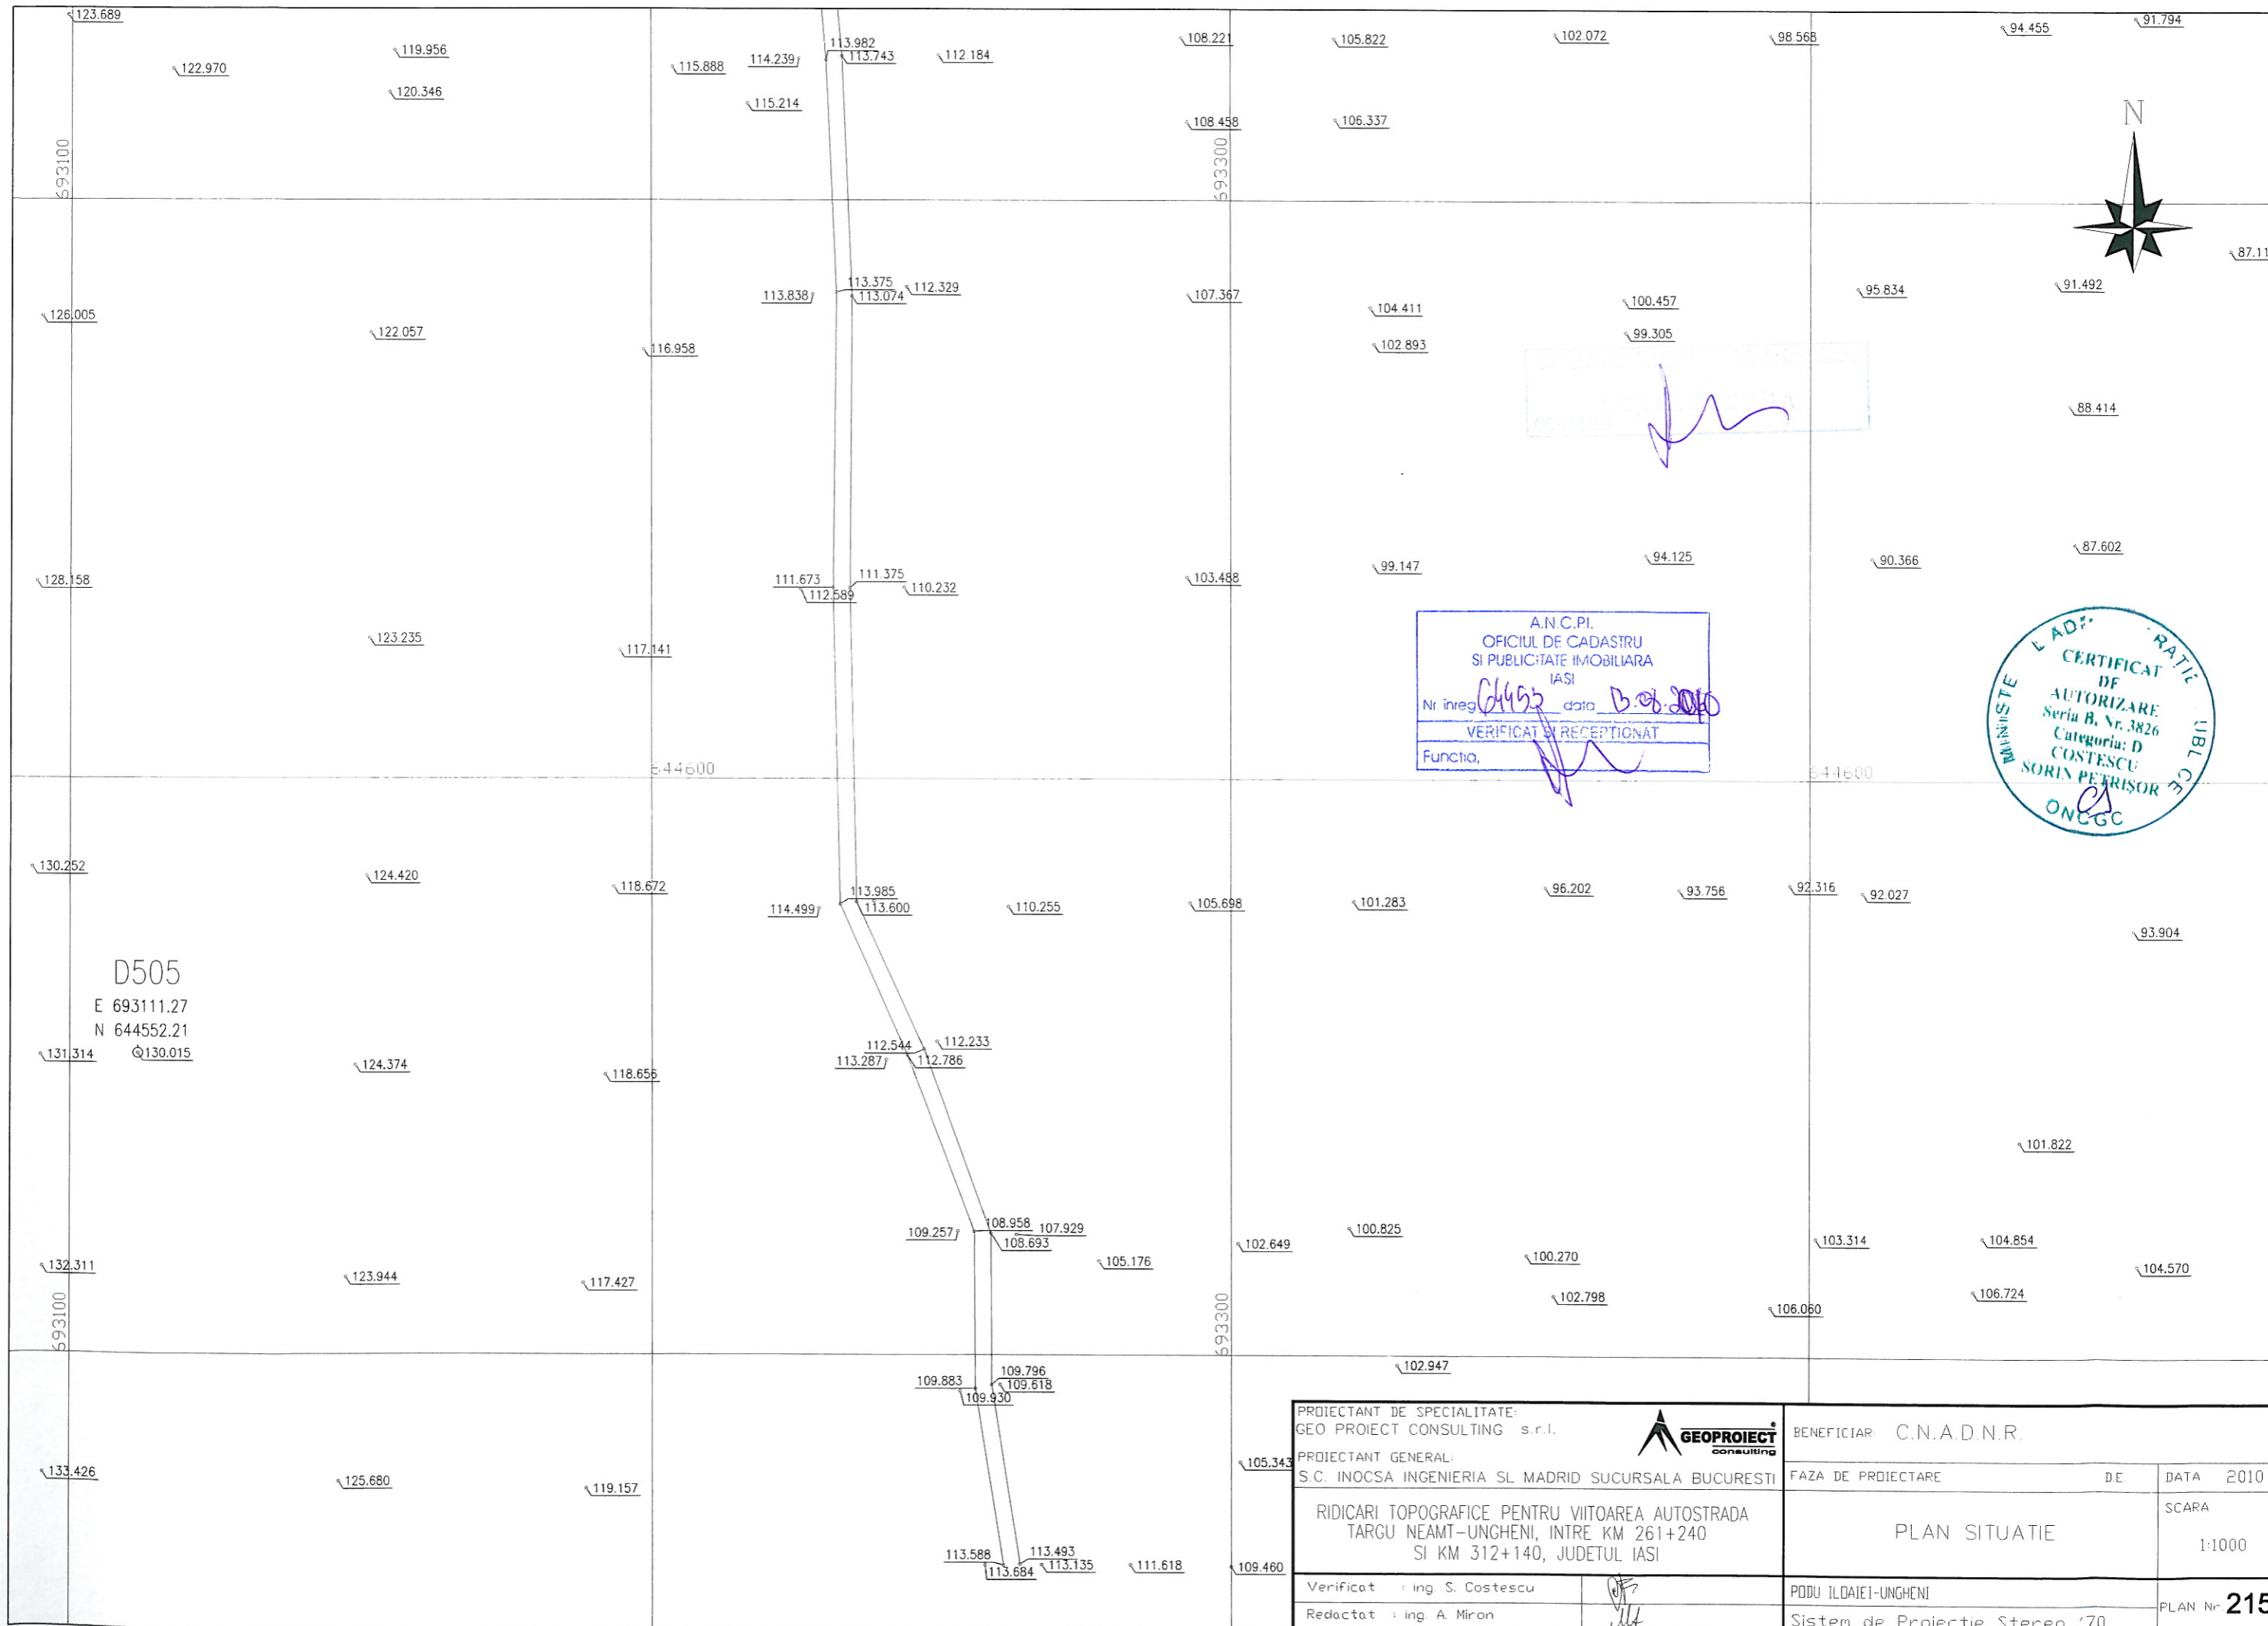 123.689
119.956
122.970
120.346
115.888
114.239
113.982
113.743
112.184
115.214
108.221
105.822
102.072
98.568
94.455
91.794
108.458
106.337
N
693100
693300
87.11
126.005
122.057
116.958
113.838
113.375
113.074
112.329
107.367
104.411
102.893
100.457
99.305
95.834
91.492
88.414
128.158
123.235
117.141
111.673
112.589
111.375
110.232
103.488
99.147
94.125
90.366
87.602
A.N.C.P.I.
OFICIUL DE CADASTRU
SI PUBLICITATE IMOBILIARA
IASI
Nr. inreg data
VERIFICAT SI RECEPTIONAT
Functia,
CERTIFICAT
DE
AUTORIZARE
Seria B, Nr. 3826
Categoria: D
COSTESCU
SORIN PETRIȘOR
ONCGC
644600
644600
130.252
124.420
118.672
114.499
113.985
113.600
110.255
105.698
101.283
96.202
93.756
92.316
92.027
93.904
D505
E 693111.27
N 644552.21
130.015
131.314
124.374
118.656
112.544
113.287
112.786
112.233
101.822
109.257
108.958
107.929
108.693
105.176
102.649
100.825
100.270
102.798
103.314
104.854
104.570
106.724
106.060
132.311
123.944
117.427
693100
693300
102.947
109.883
109.796
109.618
109.930
133.426
125.680
119.157
105.343
113.588
113.493
113.684
113.135
111.618
109.460
PROIECTANT DE SPECIALITATE:
GEO PROIECT CONSULTING s.r.l.
GEOPROIECT
consulting
PROIECTANT GENERAL:
S.C. INOCSA INGENIERIA SL MADRID SUCURSALA BUCURESTI
BENEFICIAR C.N.A.D.N.R.
FAZA DE PROIECTARE D.E.
DATA 2010
RIDICARI TOPOGRAFICE PENTRU VIITOAREA AUTOSTRADA
TARGU NEAMT-UNGHENI, INTRE KM 261+240
SI KM 312+140, JUDETUL IASI
PLAN SITUATIE
SCARA
1:1000
Verificat : ing. S. Costescu
Redactat : ing. A. Miron
PODU ILOAIEI-UNGHENI
Sistem de Proiectie Stereo '70
PLAN Nr. 215